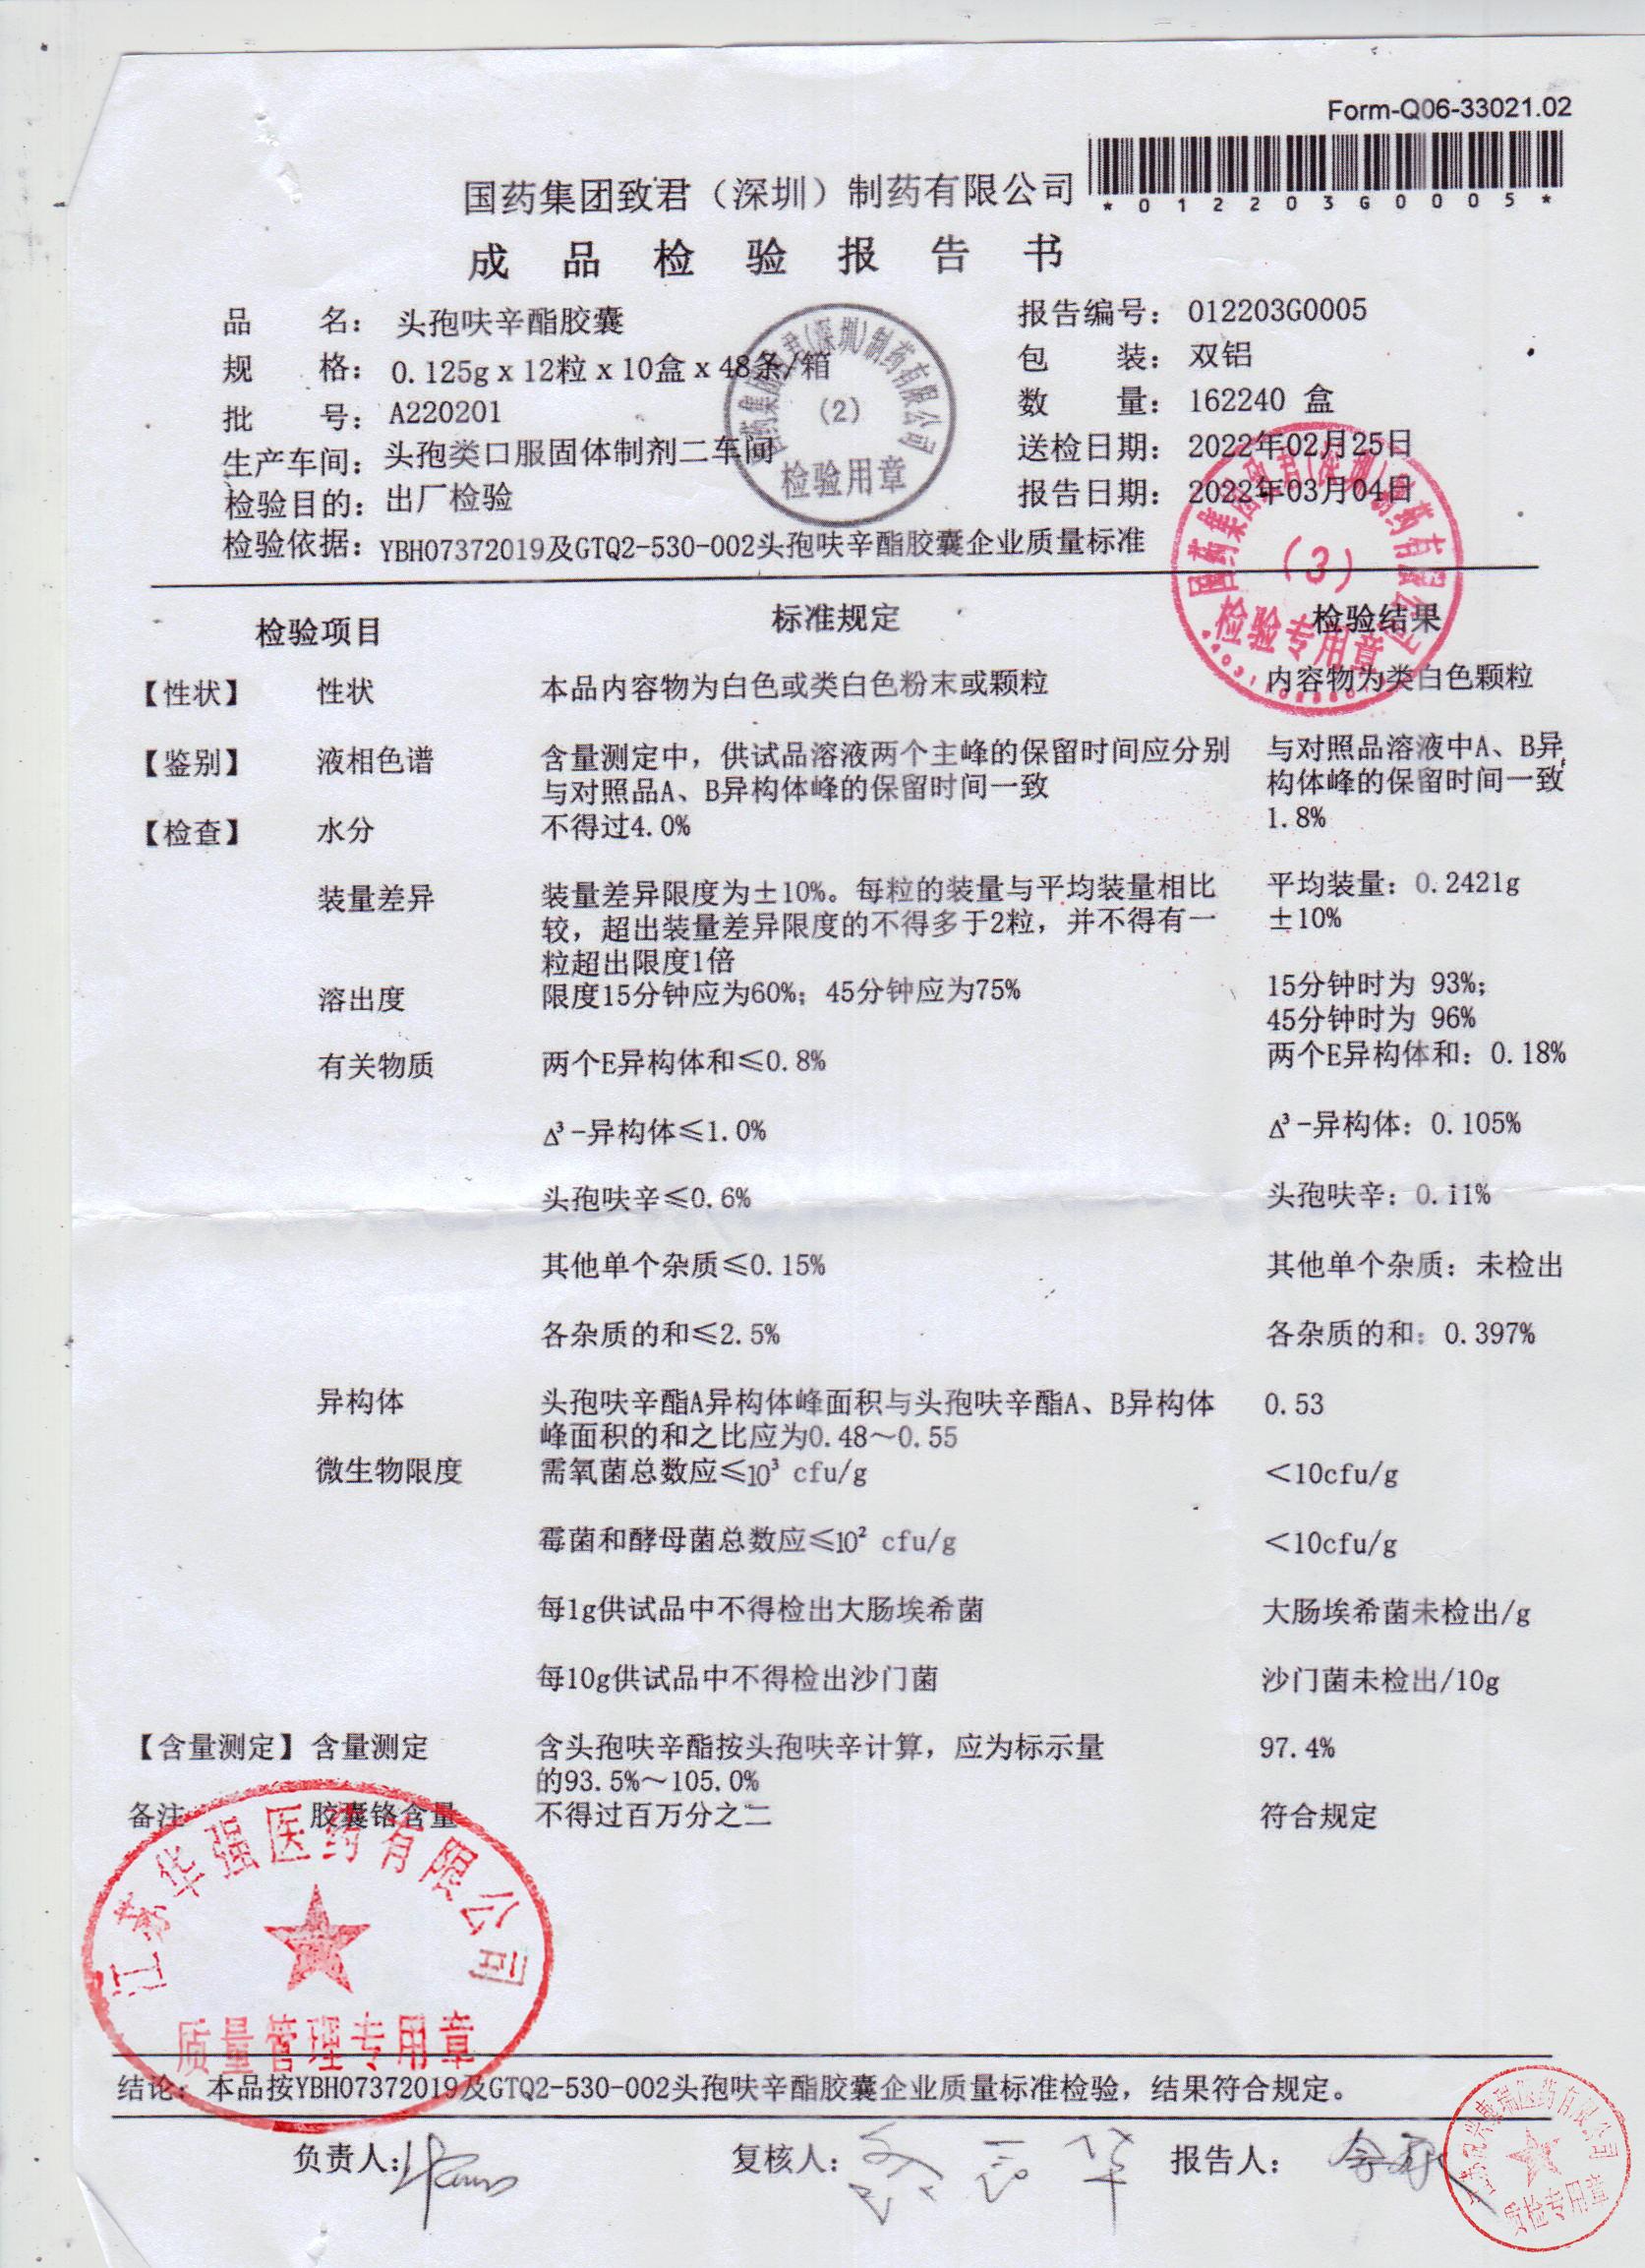 Form-Q06-33021.02
*012203G0005*
国药集团致君（深圳）制药有限公司
成品检验报告书
品名：头孢呋辛酯胶囊
报告编号：012203G0005
规格：0.125g x 12粒 x 10盒 x 48条/箱
包装：双铝
批号：A220201
数量：162240 盒
生产车间：头孢类口服固体制剂二车间
送检日期：2022年02月25日
检验目的：出厂检验
报告日期：2022年03月04日
检验依据：YBH07372019及GTQ2-530-002头孢呋辛酯胶囊企业质量标准
国药集团致君(深圳)制药有限公司
(2)
检验用章
国药集团致君(深圳)制药有限公司
(3)
检验专用章
检验项目 标准规定 检验结果
【性状】 性状 本品内容物为白色或类白色粉末或颗粒 内容物为类白色颗粒
【鉴别】 液相色谱 含量测定中，供试品溶液两个主峰的保留时间应分别 与对照品溶液中A、B异
与对照品A、B异构体峰的保留时间一致 构体峰的保留时间一致
【检查】 水分 不得过4.0% 1.8%
装量差异 装量差异限度为±10%。每粒的装量与平均装量相比 平均装量：0.2421g
较，超出装量差异限度的不得多于2粒，并不得有一 ±10%
粒超出限度1倍
溶出度 限度15分钟应为60%；45分钟应为75% 15分钟时为 93%；
45分钟时为 96%
有关物质 两个E异构体和≤0.8% 两个E异构体和：0.18%
Δ³-异构体≤1.0% Δ³-异构体：0.105%
头孢呋辛≤0.6% 头孢呋辛：0.11%
其他单个杂质≤0.15% 其他单个杂质：未检出
各杂质的和≤2.5% 各杂质的和：0.397%
异构体 头孢呋辛酯A异构体峰面积与头孢呋辛酯A、B异构体 0.53
峰面积的和之比应为0.48～0.55
微生物限度 需氧菌总数应≤10³ cfu/g ＜10cfu/g
霉菌和酵母菌总数应≤10² cfu/g ＜10cfu/g
每1g供试品中不得检出大肠埃希菌 大肠埃希菌未检出/g
每10g供试品中不得检出沙门菌 沙门菌未检出/10g
【含量测定】 含量测定 含头孢呋辛酯按头孢呋辛计算，应为标示量 97.4%
的93.5%～105.0%
备注 胶囊铬含量 不得过百万分之二 符合规定
江苏华强医药有限公司
质量管理专用章
结论：本品按YBH07372019及GTQ2-530-002头孢呋辛酯胶囊企业质量标准检验，结果符合规定。
负责人： 复核人： 报告人：
质检专用章